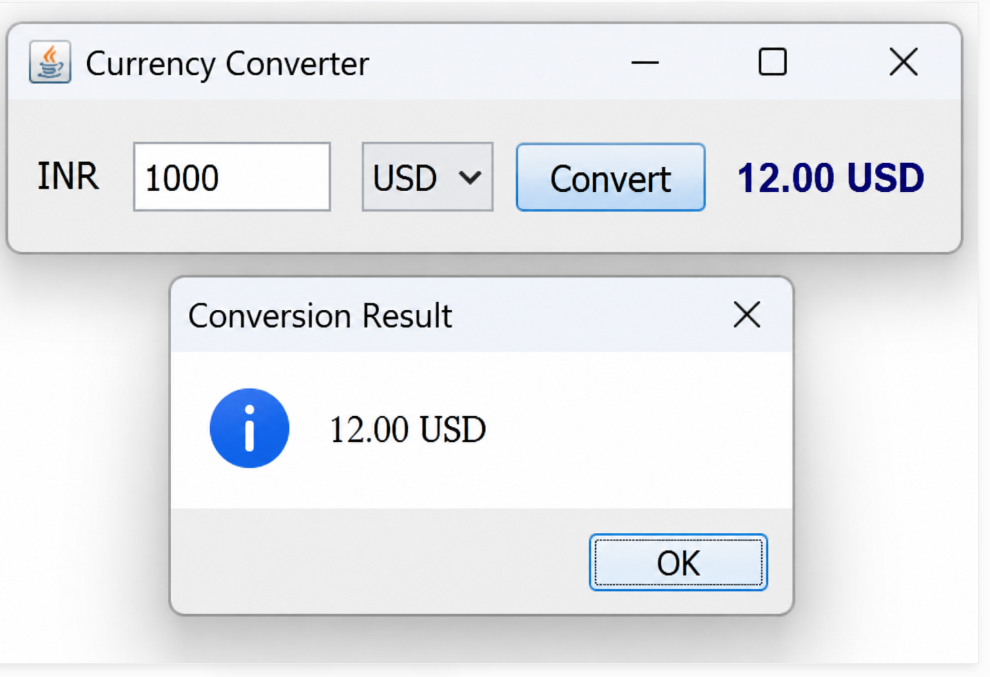 Currency Converter
INR 1000 USD Convert 12.00 USD
Conversion Result
12.00 USD
OK